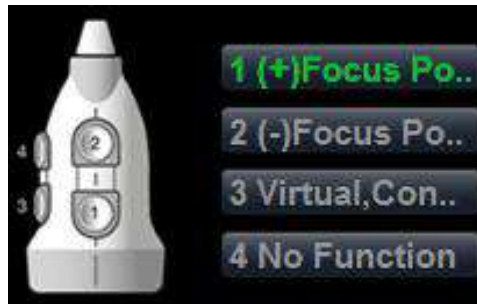 1 (+)Focus Po..
2 (-)Focus Po..
3 Virtual,Con..
4 No Function
4
2
3
1